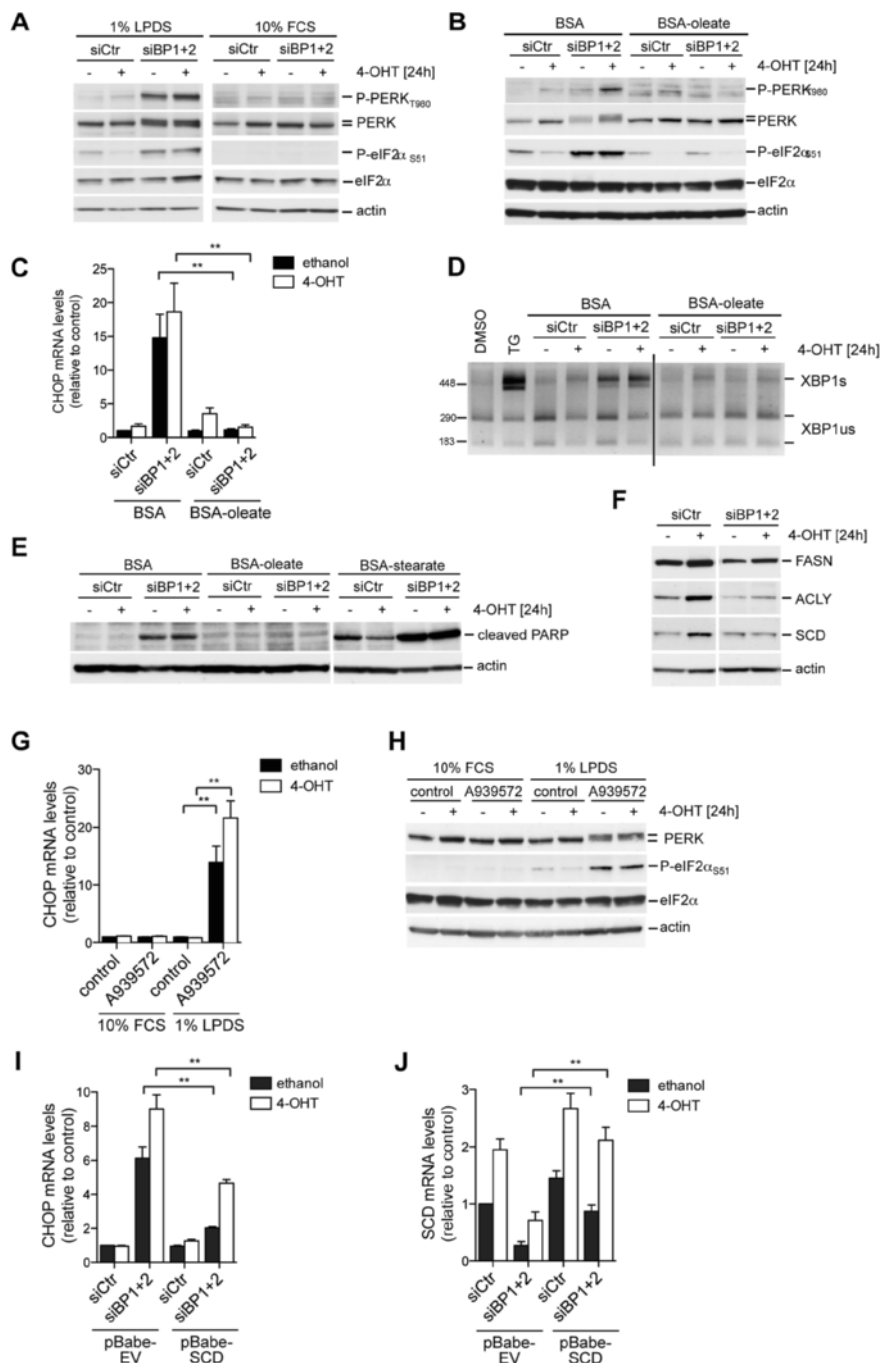 A
1% LPDS 10% FCS
siCtr siBP1+2 siCtr siBP1+2
- + - + - + - + 4-OHT [24h]
P-PERK T980
PERK
P-eIF2α S51
eIF2α
actin
B
BSA BSA-oleate
siCtr siBP1+2 siCtr siBP1+2
4-OHT [24h] - + - + - + - +
P-PERK T980
PERK
P-eIF2α S51
eIF2α
actin
C
CHOP mRNA levels
(relative to control)
25
20
15
10
5
0
** **
ethanol
4-OHT
siCtr siBP1+2 siCtr siBP1+2
BSA BSA-oleate
D
BSA BSA-oleate
DMSO TG siCtr siBP1+2 siCtr siBP1+2
- + - + - + - + 4-OHT [24h]
448
290
183
XBP1s
XBP1us
E
BSA BSA-oleate BSA-stearate
siCtr siBP1+2 siCtr siBP1+2 siCtr siBP1+2
- + - + - + - + - + - + 4-OHT [24h]
cleaved PARP
actin
F
siCtr siBP1+2
- + - + 4-OHT [24h]
FASN
ACLY
SCD
actin
G
CHOP mRNA levels
(relative to control)
30
20
10
0
** **
ethanol
4-OHT
control A939572 control A939572
10% FCS 1% LPDS
H
10% FCS 1% LPDS
control A939572 control A939572
- + - + - + - + 4-OHT [24h]
PERK
P-eIF2α S51
eIF2α
actin
I
CHOP mRNA levels
(relative to control)
10
8
6
4
2
0
** **
ethanol
4-OHT
siCtr siBP1+2 siCtr siBP1+2
pBabe-EV pBabe-SCD
J
SCD mRNA levels
(relative to control)
3
2
1
0
** **
ethanol
4-OHT
siCtr siBP1+2 siCtr siBP1+2
pBabe-EV pBabe-SCD